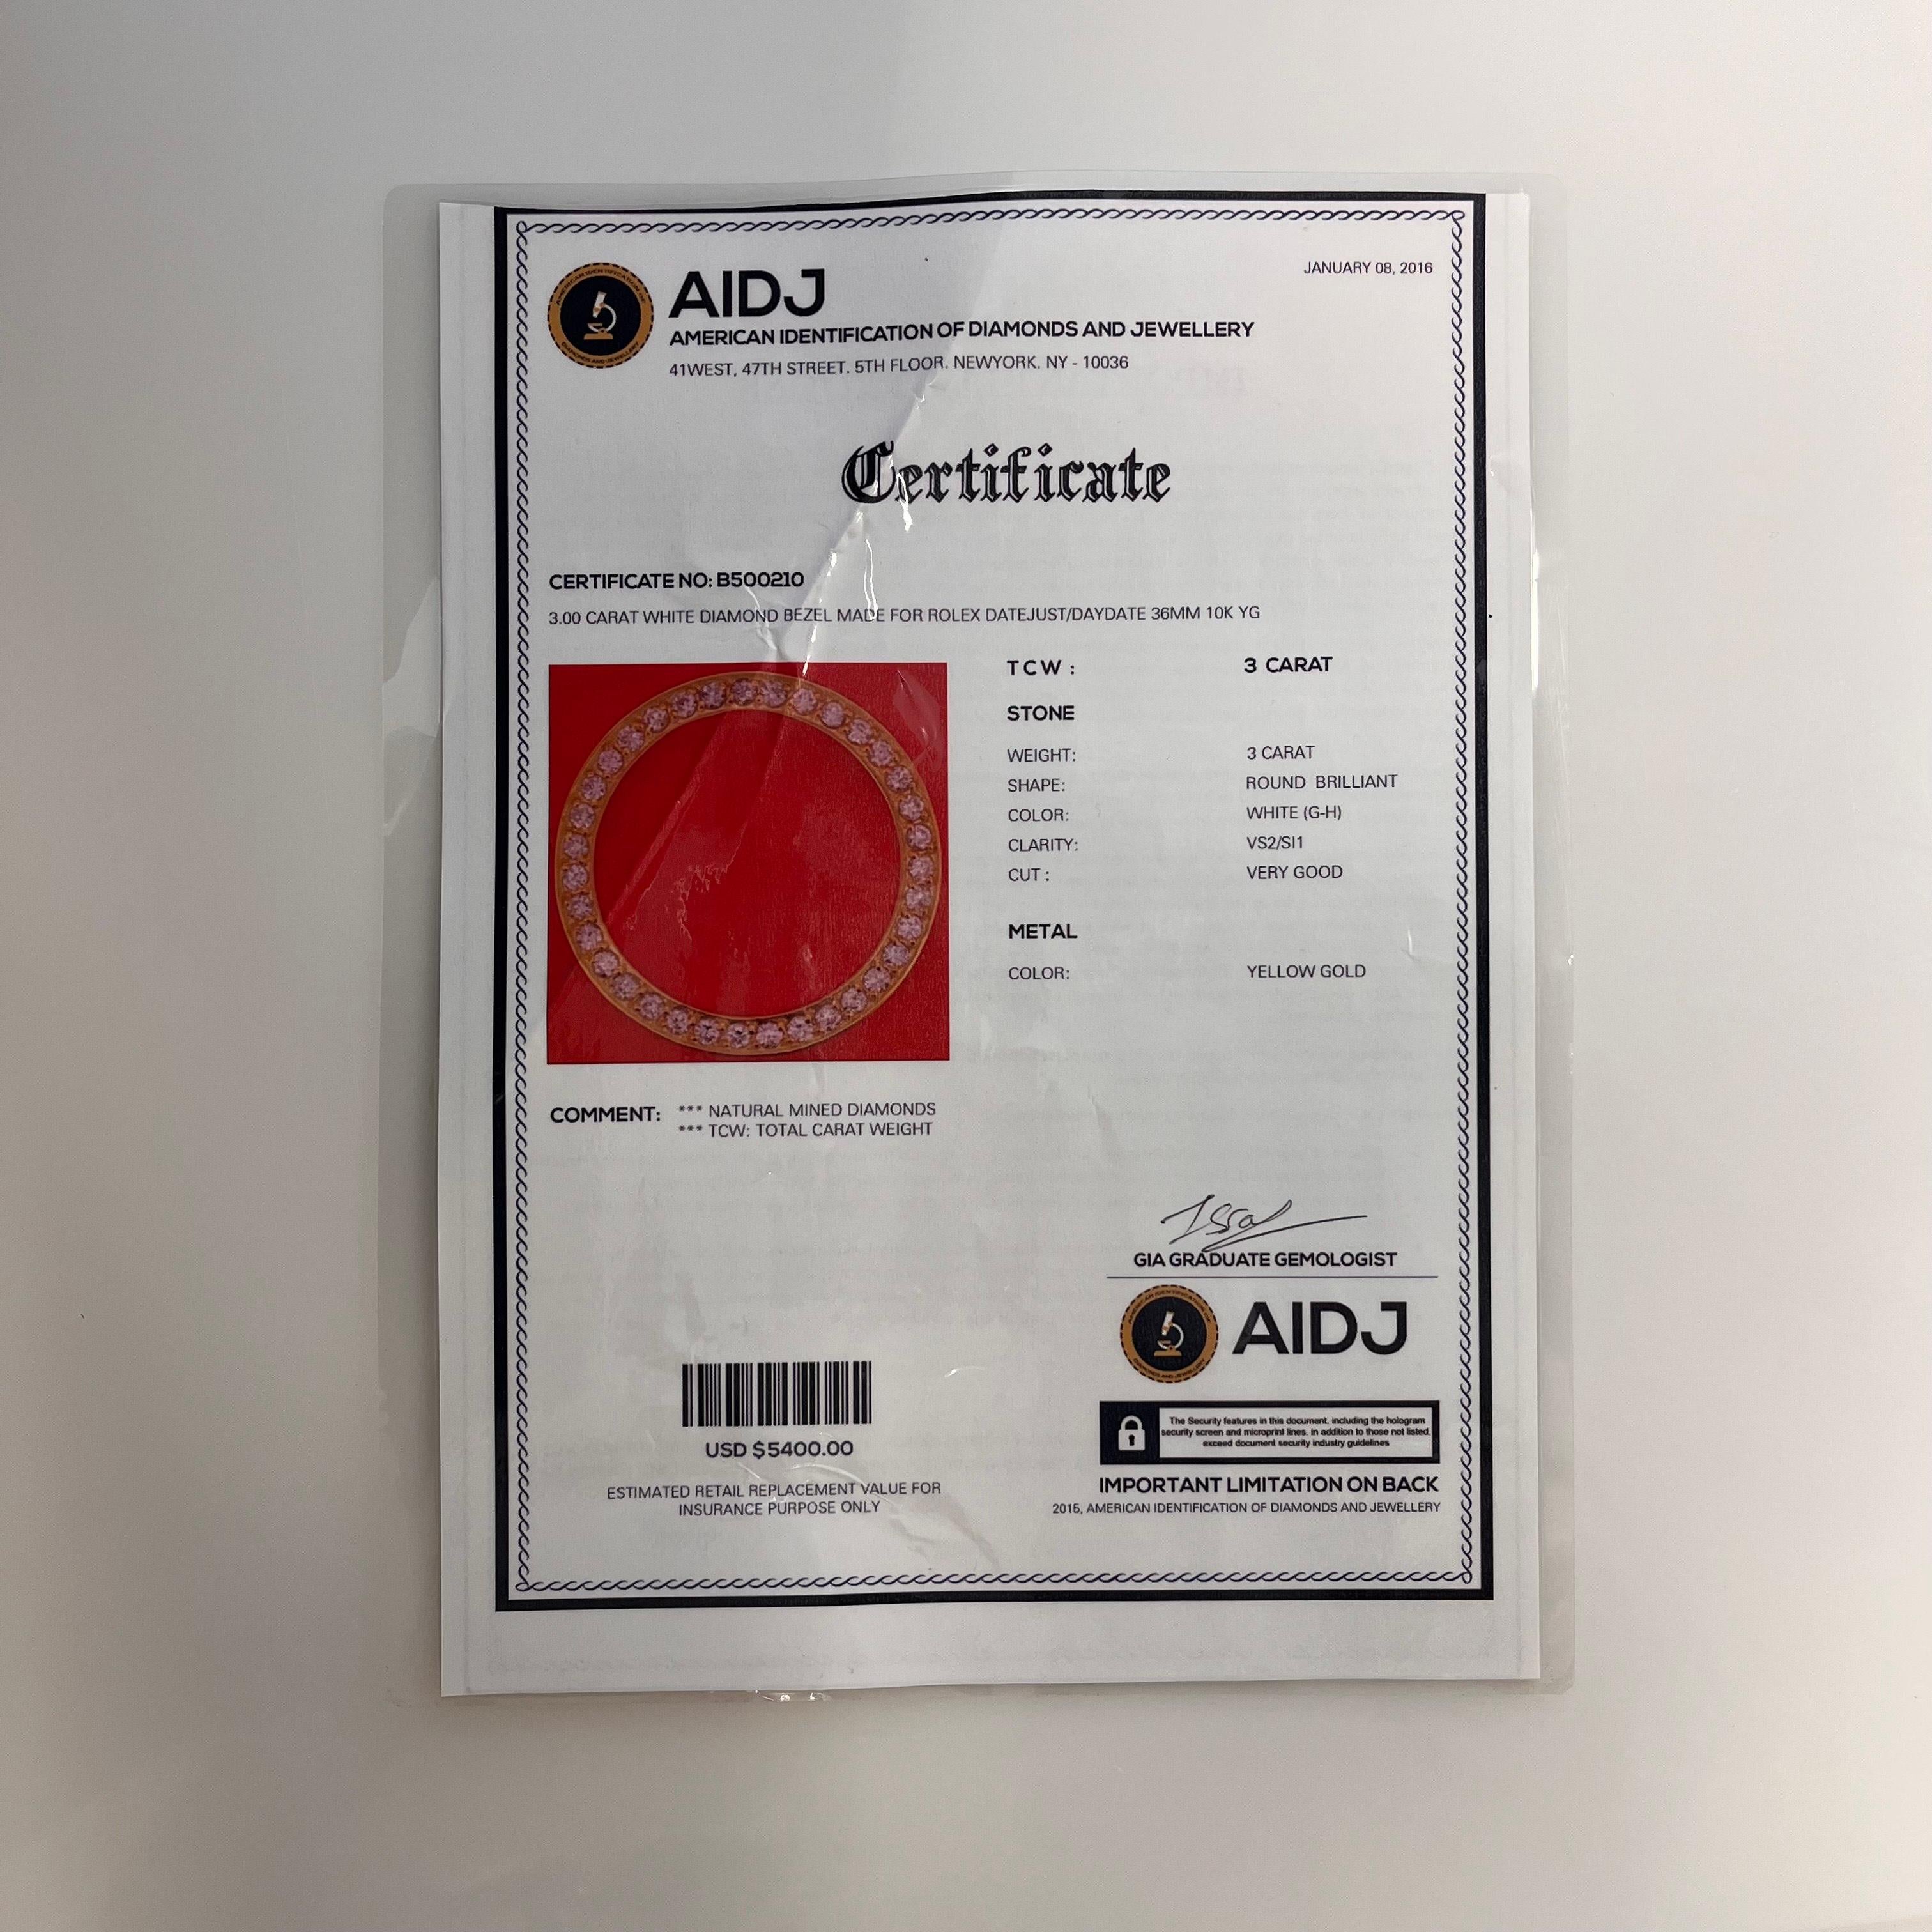 AIDJ
JANUARY 08, 2016
AMERICAN IDENTIFICATION OF DIAMONDS AND JEWELLERY
41WEST, 47TH STREET. 5TH FLOOR. NEWYORK. NY - 10036
Certificate
CERTIFICATE NO: B500210
3.00 CARAT WHITE DIAMOND BEZEL MADE FOR ROLEX DATEJUST/DAYDATE 36MM 10K YG
TCW : 3 CARAT
STONE
WEIGHT: 3 CARAT
SHAPE: ROUND BRILLIANT
COLOR: WHITE (G-H)
CLARITY: VS2/SI1
CUT : VERY GOOD
METAL
COLOR: YELLOW GOLD
COMMENT: *** NATURAL MINED DIAMONDS
*** TCW: TOTAL CARAT WEIGHT
GIA GRADUATE GEMOLOGIST
AIDJ
The Security features in this document. including the hologram
security screen and microprint lines. in addition to those not listed.
exceed document security industry guidelines
USD $5400.00
ESTIMATED RETAIL REPLACEMENT VALUE FOR
INSURANCE PURPOSE ONLY
IMPORTANT LIMITATION ON BACK
2015, AMERICAN IDENTIFICATION OF DIAMONDS AND JEWELLERY